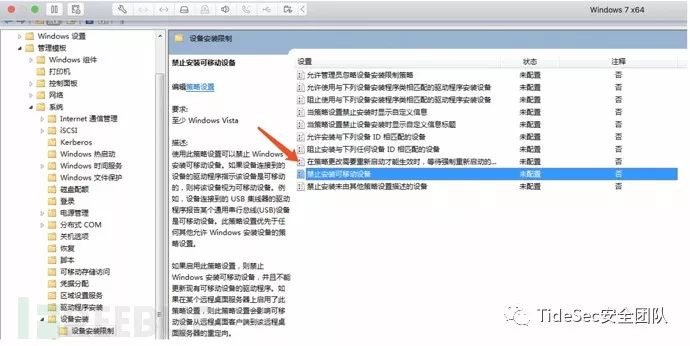 Windows 7 x64
Windows 设置
管理模板
Windows 组件
打印机
控制面板
网络
系统
Internet 通信管理
iSCSI
Kerberos
Windows 热启动
Windows 时间服务
Windows 文件保护
磁盘配额
登录
电源管理
分布式 COM
关机选项
恢复
脚本
可移动存储访问
凭据分配
区域设置服务
驱动程序安装
设备安装
设备安装限制
设备安装限制
禁止安装可移动设备
编辑策略设置
要求:
至少 Windows Vista
描述:
使用此策略设置可以禁止 Windows
安装可移动设备。如果设备连接到的
设备的驱动程序指示该设备是可移动
的，则将该设备视为可移动设备。例
如，设备连接到的 USB 集线器的驱动
程序报告某个通用串行总线(USB)设备
是可移动设备。此策略设置优先于任
何其他允许 Windows 安装设备的策
略设置。
如果启用此策略设置，则禁止
Windows 安装可移动设备，并且不能
更新现有可移动设备的驱动程序。如
果在某个远程桌面服务器上启用了此
策略设置，则此策略设置会影响可移
动设备从远程桌面客户端到该远程桌
面服务器的重定向。
设置 状态 注释
允许管理员忽略设备安装限制策略 未配置 否
允许使用与下列设备安装程序类相匹配的驱动程序安装设备 未配置 否
阻止使用与下列设备安装程序类相匹配的驱动程序安装设备 未配置 否
当策略设置禁止安装时显示自定义信息 未配置 否
当策略设置禁止设备安装时显示自定义信息标题 未配置 否
允许安装与下列设备 ID 相匹配的设备 未配置 否
阻止安装与下列任何设备 ID 相匹配的设备 未配置 否
在策略更改需要重新启动才能生效时，等待强制重新启动的... 未配置 否
禁止安装可移动设备 未配置 否
禁止安装未由其他策略设置描述的设备 未配置 否
TideSec安全团队